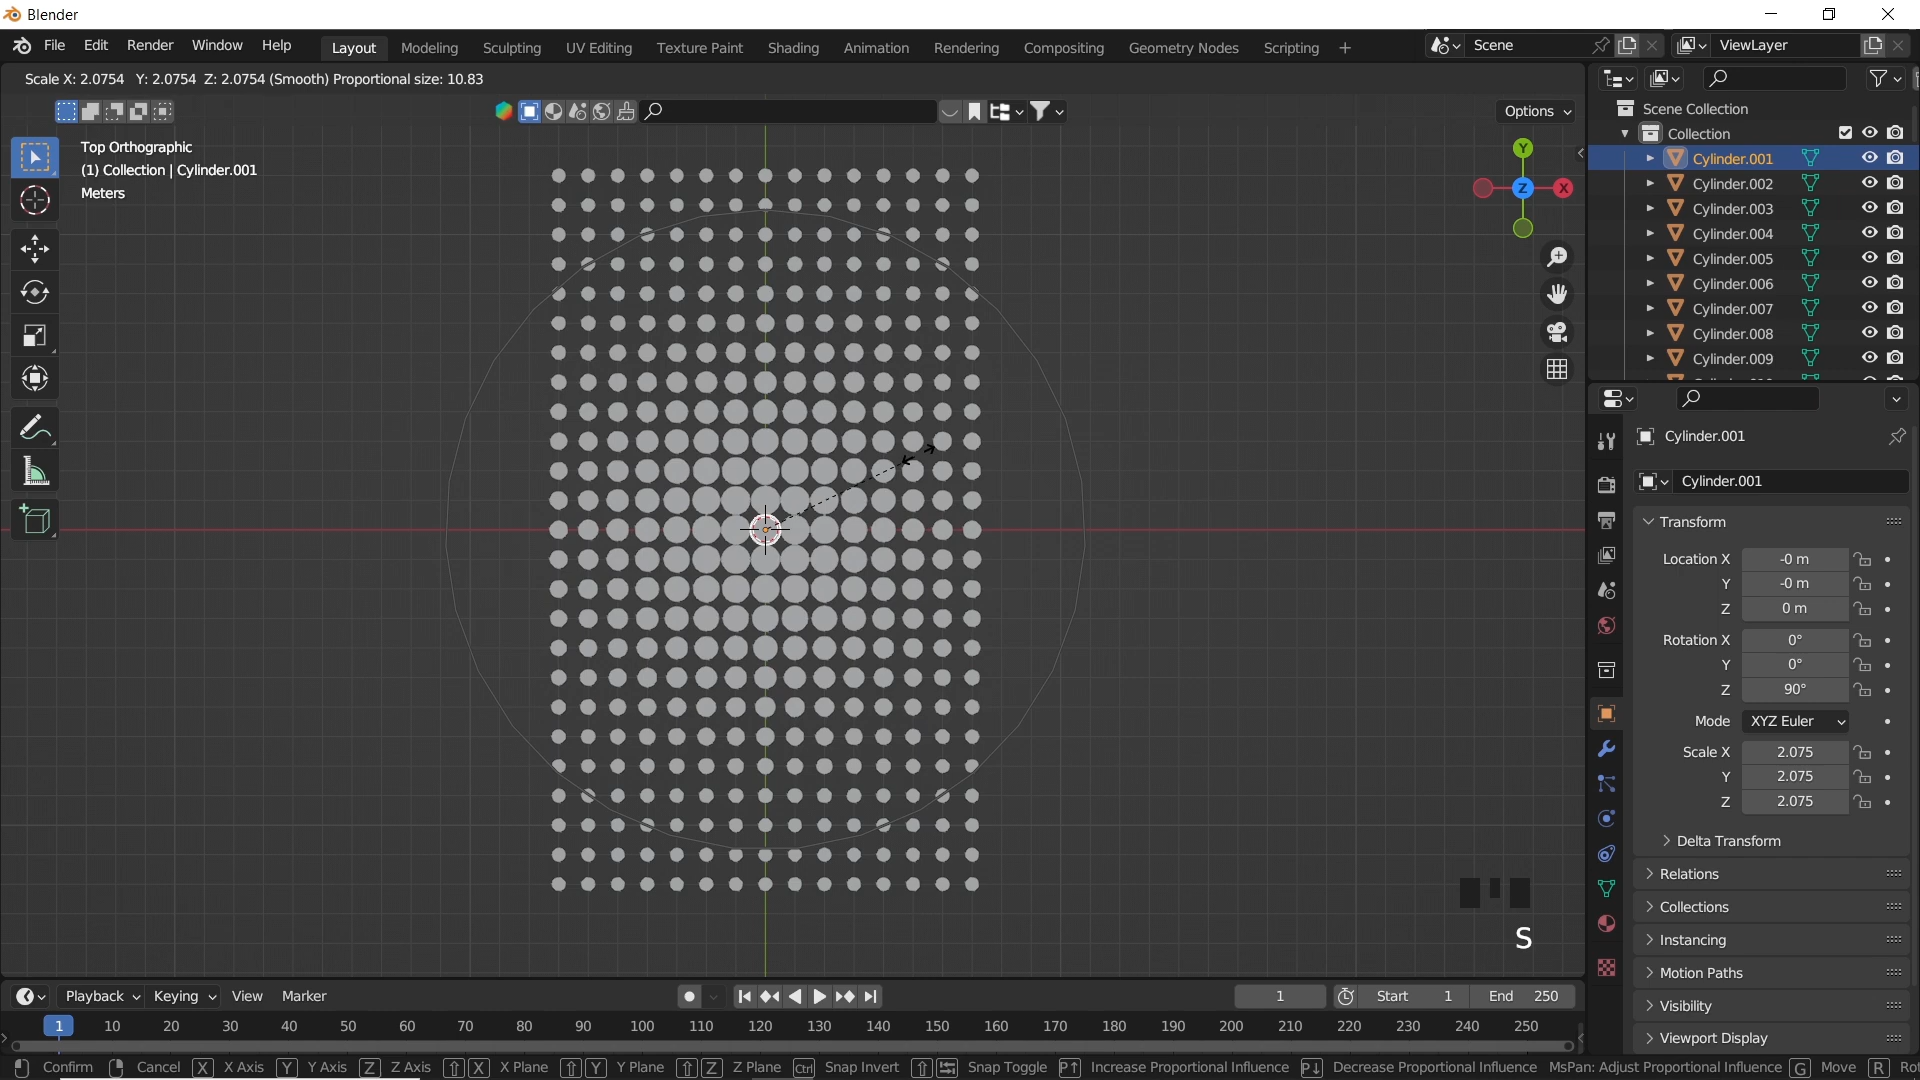 Blender
File Edit Render Window Help Layout Modeling Sculpting UV Editing Texture Paint Shading Animation Rendering Compositing Geometry Nodes Scripting + Scene ViewLayer
Scale X: 2.0754 Y: 2.0754 Z: 2.0754 (Smooth) Proportional size: 10.83
Options
Top Orthographic
(1) Collection | Cylinder.001
Meters
Y
Z
X
Scene Collection
Collection
Cylinder.001
Cylinder.002
Cylinder.003
Cylinder.004
Cylinder.005
Cylinder.006
Cylinder.007
Cylinder.008
Cylinder.009
Cylinder.001
Cylinder.001
Transform
Location X -0 m
Y -0 m
Z 0 m
Rotation X 0°
Y 0°
Z 90°
Mode XYZ Euler
Scale X 2.075
Y 2.075
Z 2.075
Delta Transform
Relations
Collections
Instancing
Motion Paths
Visibility
Viewport Display
S
Playback Keying View Marker 1 Start 1 End 250
1 10 20 30 40 50 60 70 80 90 100 110 120 130 140 150 160 170 180 190 200 210 220 230 240 250
Confirm Cancel X X Axis Y Y Axis Z Z Axis X X Plane Y Y Plane Z Z Plane Ctrl Snap Invert Snap Toggle P↑ Increase Proportional Influence P↓ Decrease Proportional Influence MsPan: Adjust Proportional Influence G Move R Rot